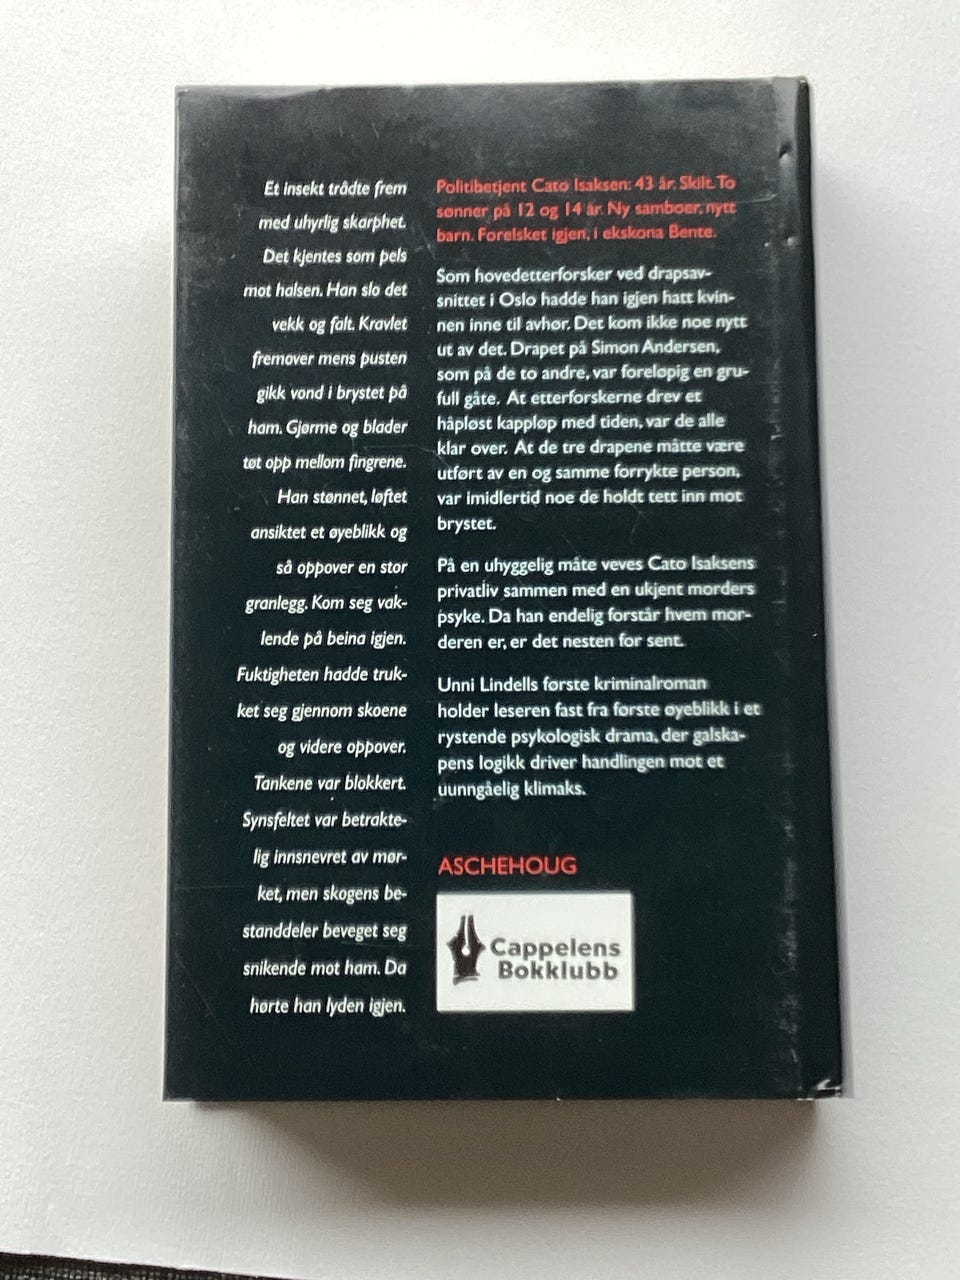 Et insekt trådte frem
med uhyrlig skarphet.
Det kjentes som pels
mot halsen. Han slo det
vekk og falt. Kravlet
fremover mens pusten
gikk vond i brystet på
ham. Gjørme og blader
tøt opp mellom fingrene.
Han stønnet, løftet
ansiktet et øyeblikk og
så oppover en stor
granlegg. Kom seg vak-
lende på beina igjen.
Fuktigheten hadde truk-
ket seg gjennom skoene
og videre oppover.
Tankene var blokkert.
Synsfeltet var betrakte-
lig innsnevret av mør-
ket, men skogens be-
standdeler beveget seg
snikende mot ham. Da
hørte han lyden igjen.
Politibetjent Cato Isaksen: 43 år. Skilt. To
sønner på 12 og 14 år. Ny samboer, nytt
barn. Forelsket igjen, i ekskona Bente.
Som hovedetterforsker ved drapsav-
snittet i Oslo hadde han igjen hatt kvin-
nen inne til avhør. Det kom ikke noe nytt
ut av det. Drapet på Simon Andersen,
som på de to andre, var foreløpig en gru-
full gåte. At etterforskerne drev et
håpløst kappløp med tiden, var de alle
klar over. At de tre drapene måtte være
utført av en og samme forrykte person,
var imidlertid noe de holdt tett inn mot
brystet.
På en uhyggelig måte veves Cato Isaksens
privatliv sammen med en ukjent morders
psyke. Da han endelig forstår hvem mor-
deren er, er det nesten for sent.
Unni Lindells første kriminalroman
holder leseren fast fra første øyeblikk i et
rystende psykologisk drama, der galska-
pens logikk driver handlingen mot et
uunngåelig klimaks.
ASCHEHOUG
Cappelens
Bokklubb